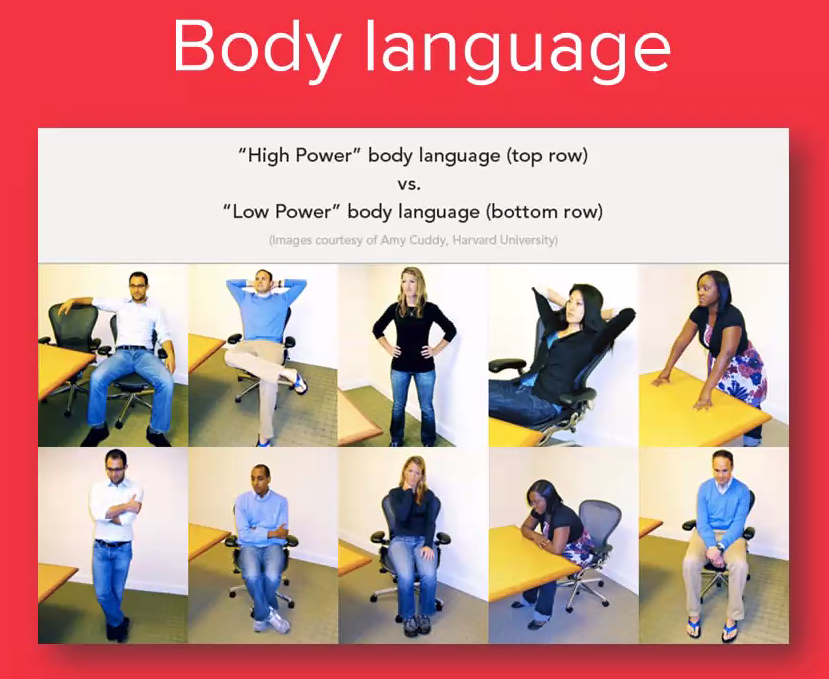 Body language
“High Power” body language (top row)
vs.
“Low Power” body language (bottom row)
(Images courtesy of Amy Cuddy, Harvard University)